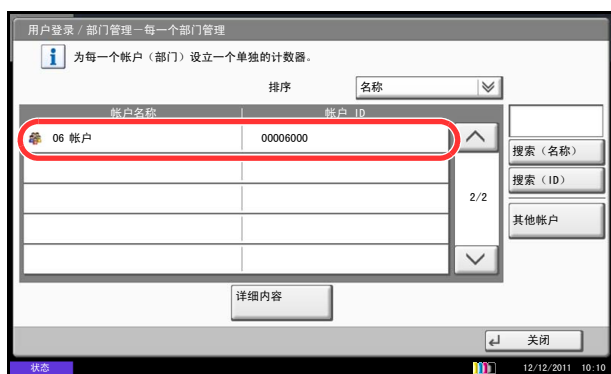 用户登录 / 部门管理－每一个部门管理
为每一个帐户（部门）设立一个单独的计数器。
排序 名称
帐户名称 帐户 ID
06 帐户 00006000
搜索（名称）
搜索（ID）
2/2
其他帐户
详细内容
关闭
状态 12/12/2011 10:10